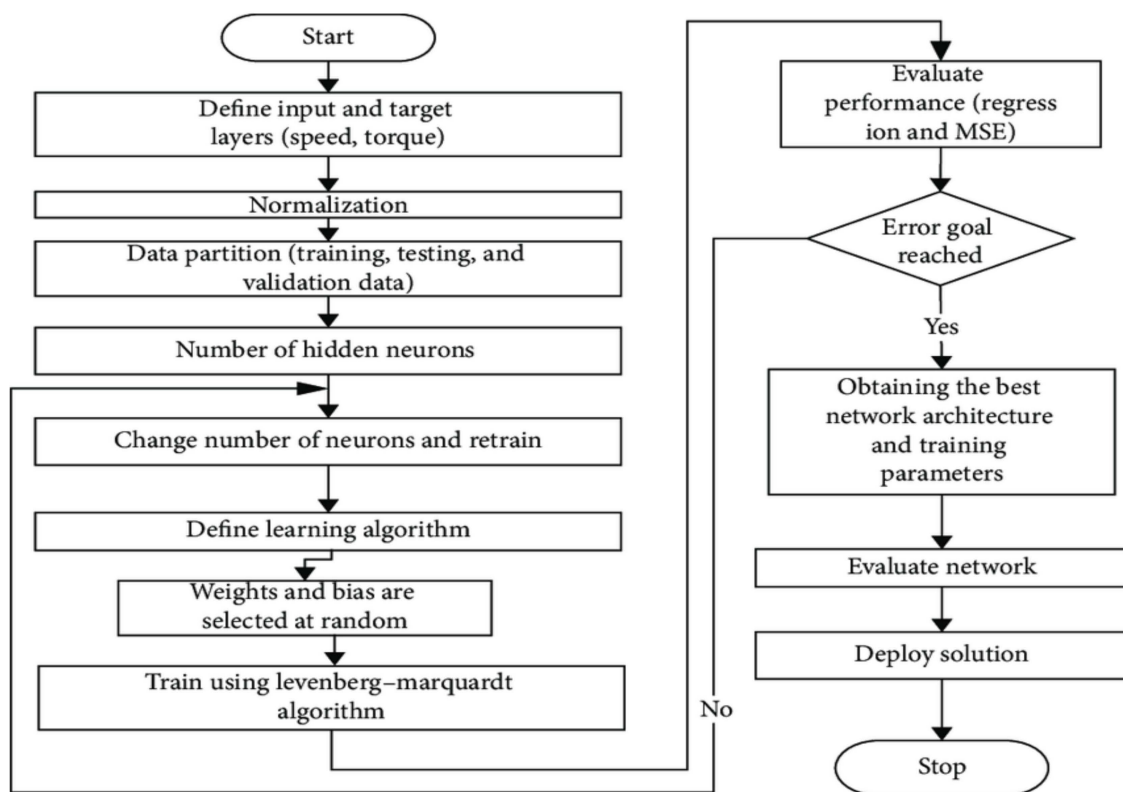 Start
Define input and target
layers (speed, torque)
Normalization
Data partition (training, testing, and
validation data)
Number of hidden neurons
Change number of neurons and retrain
Define learning algorithm
Weights and bias are
selected at random
Train using levenberg–marquardt
algorithm
Evaluate
performance (regress
ion and MSE)
Error goal
reached
Yes
No
Obtaining the best
network architecture
and training
parameters
Evaluate network
Deploy solution
Stop